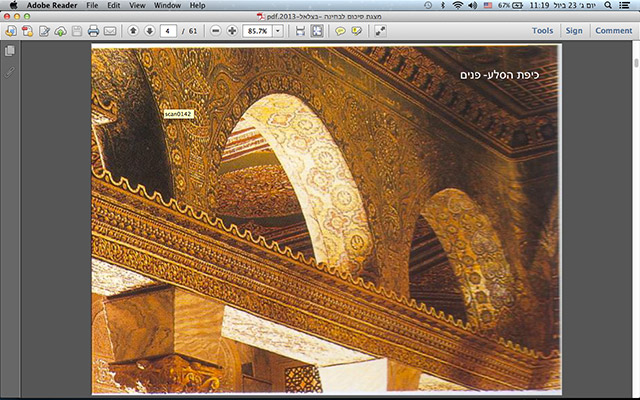 Adobe Reader File Edit View Window Help 67% יום ג' 23 ביול 11:19
מצגת סיכום לבחינה -בצלאל-2013.pdf
4 / 61 85.7% Tools Sign Comment
כיפת הסלע- פנים
scan0142